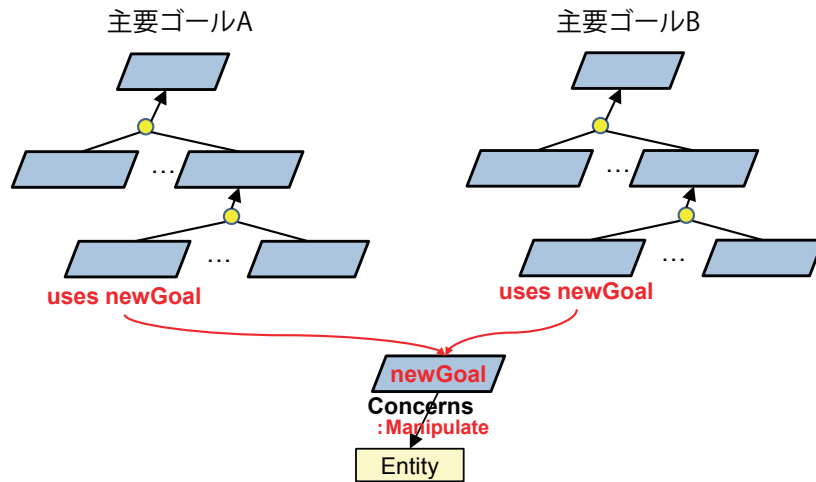 主要ゴールA
主要ゴールB
…
…
…
…
uses newGoal
uses newGoal
newGoal
Concerns
:Manipulate
Entity